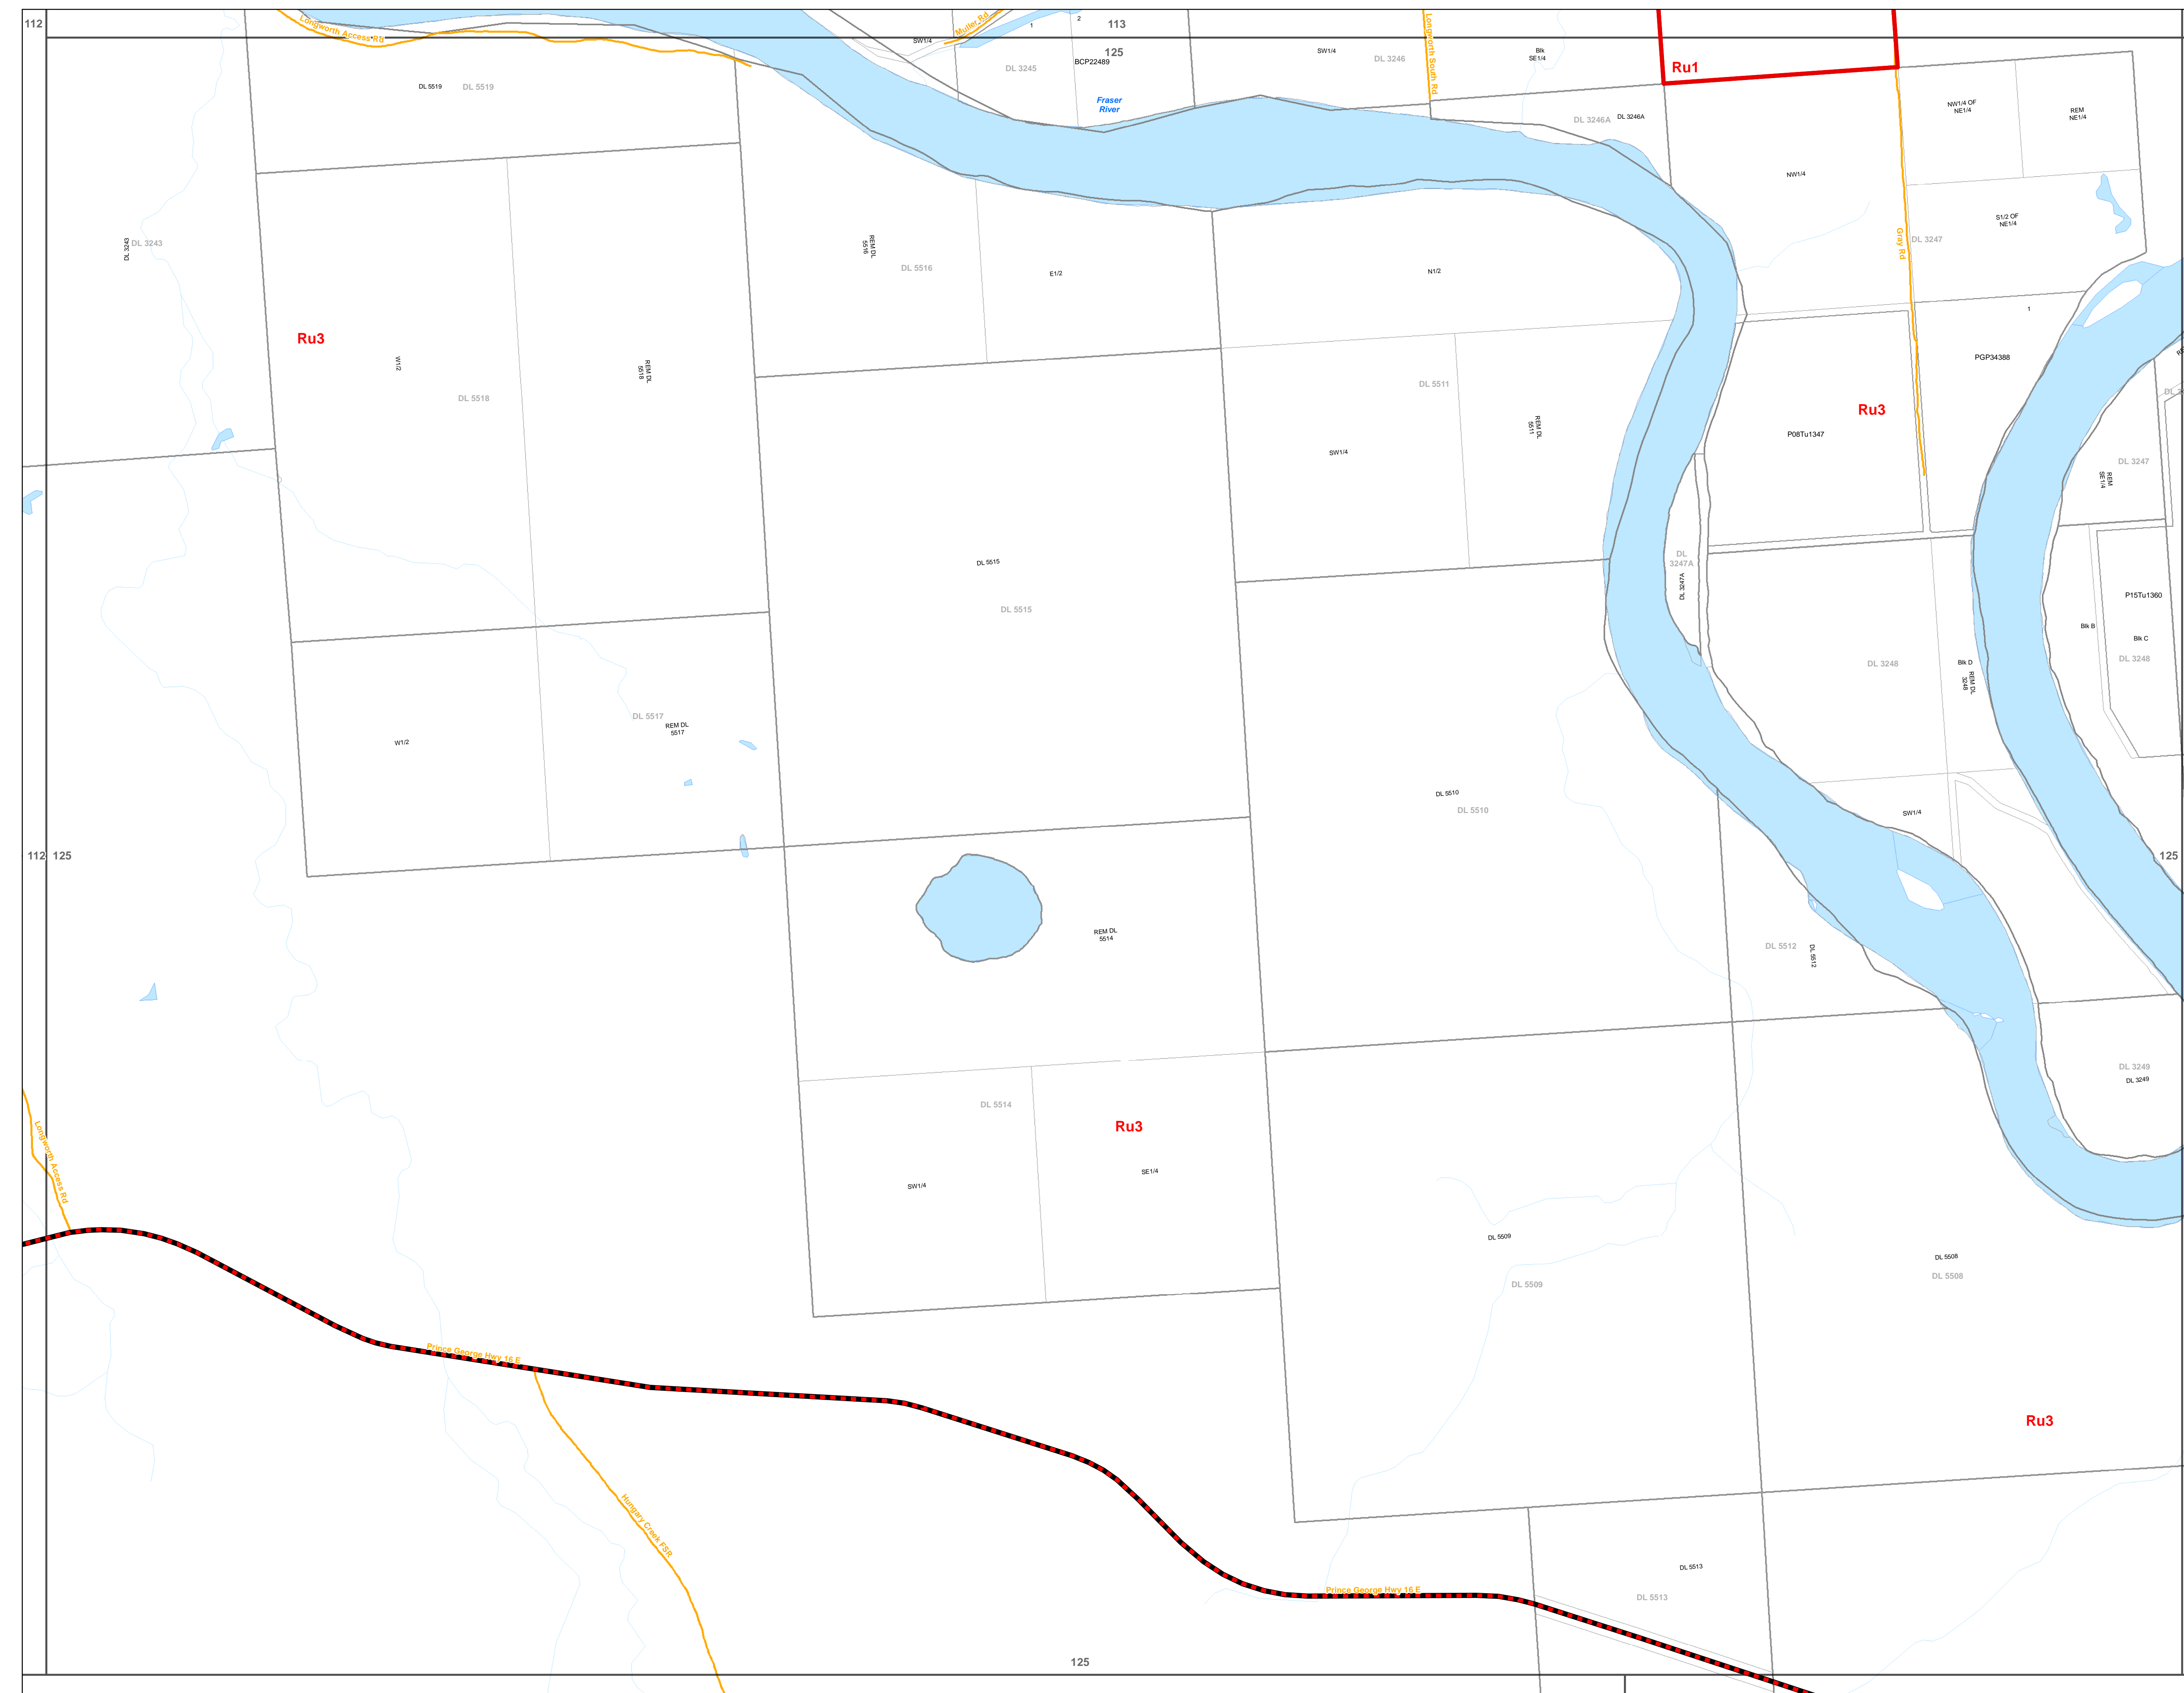 112
113
125
Longworth Access Rd
Muller Rd
1
2
SW1/4
DL 3245
BCP22489
Fraser
River
Longworth South Rd
SW1/4
DL 3246
Blk
SE1/4
Ru1
DL 5519
DL 5519
DL 3246A
DL 3246A
NW1/4 OF
NE1/4
REM
NE1/4
NW1/4
S1/2 OF
NE1/4
DL 3247
Gray Rd
DL 3243
DL 3243
REM DL
5516
DL 5516
E1/2
N1/2
Ru3
W1/2
DL 5518
REM DL
5518
DL 5511
SW1/4
REM DL
5511
1
PGP34388
Ru3
P08Tu1347
DL 3247
REM
SE1/4
DL 5515
DL 5515
DL
3247A
DL 3247A
P15Tu1360
Blk B
Blk C
DL 3248
DL 3248
Blk D
REM DL
3248
DL 5517
REM DL
5517
W1/2
DL 5510
DL 5510
SW1/4
112
125
125
REM DL
5514
DL 5512
DL 5512
DL 3249
DL 3249
DL 5514
Ru3
SW1/4
SE1/4
Longworth Access Rd
DL 5509
DL 5509
DL 5508
DL 5508
Prince George Hwy 16 E
Ru3
Hungary Creek FSR
Prince George Hwy 16 E
DL 5513
DL 5513
125